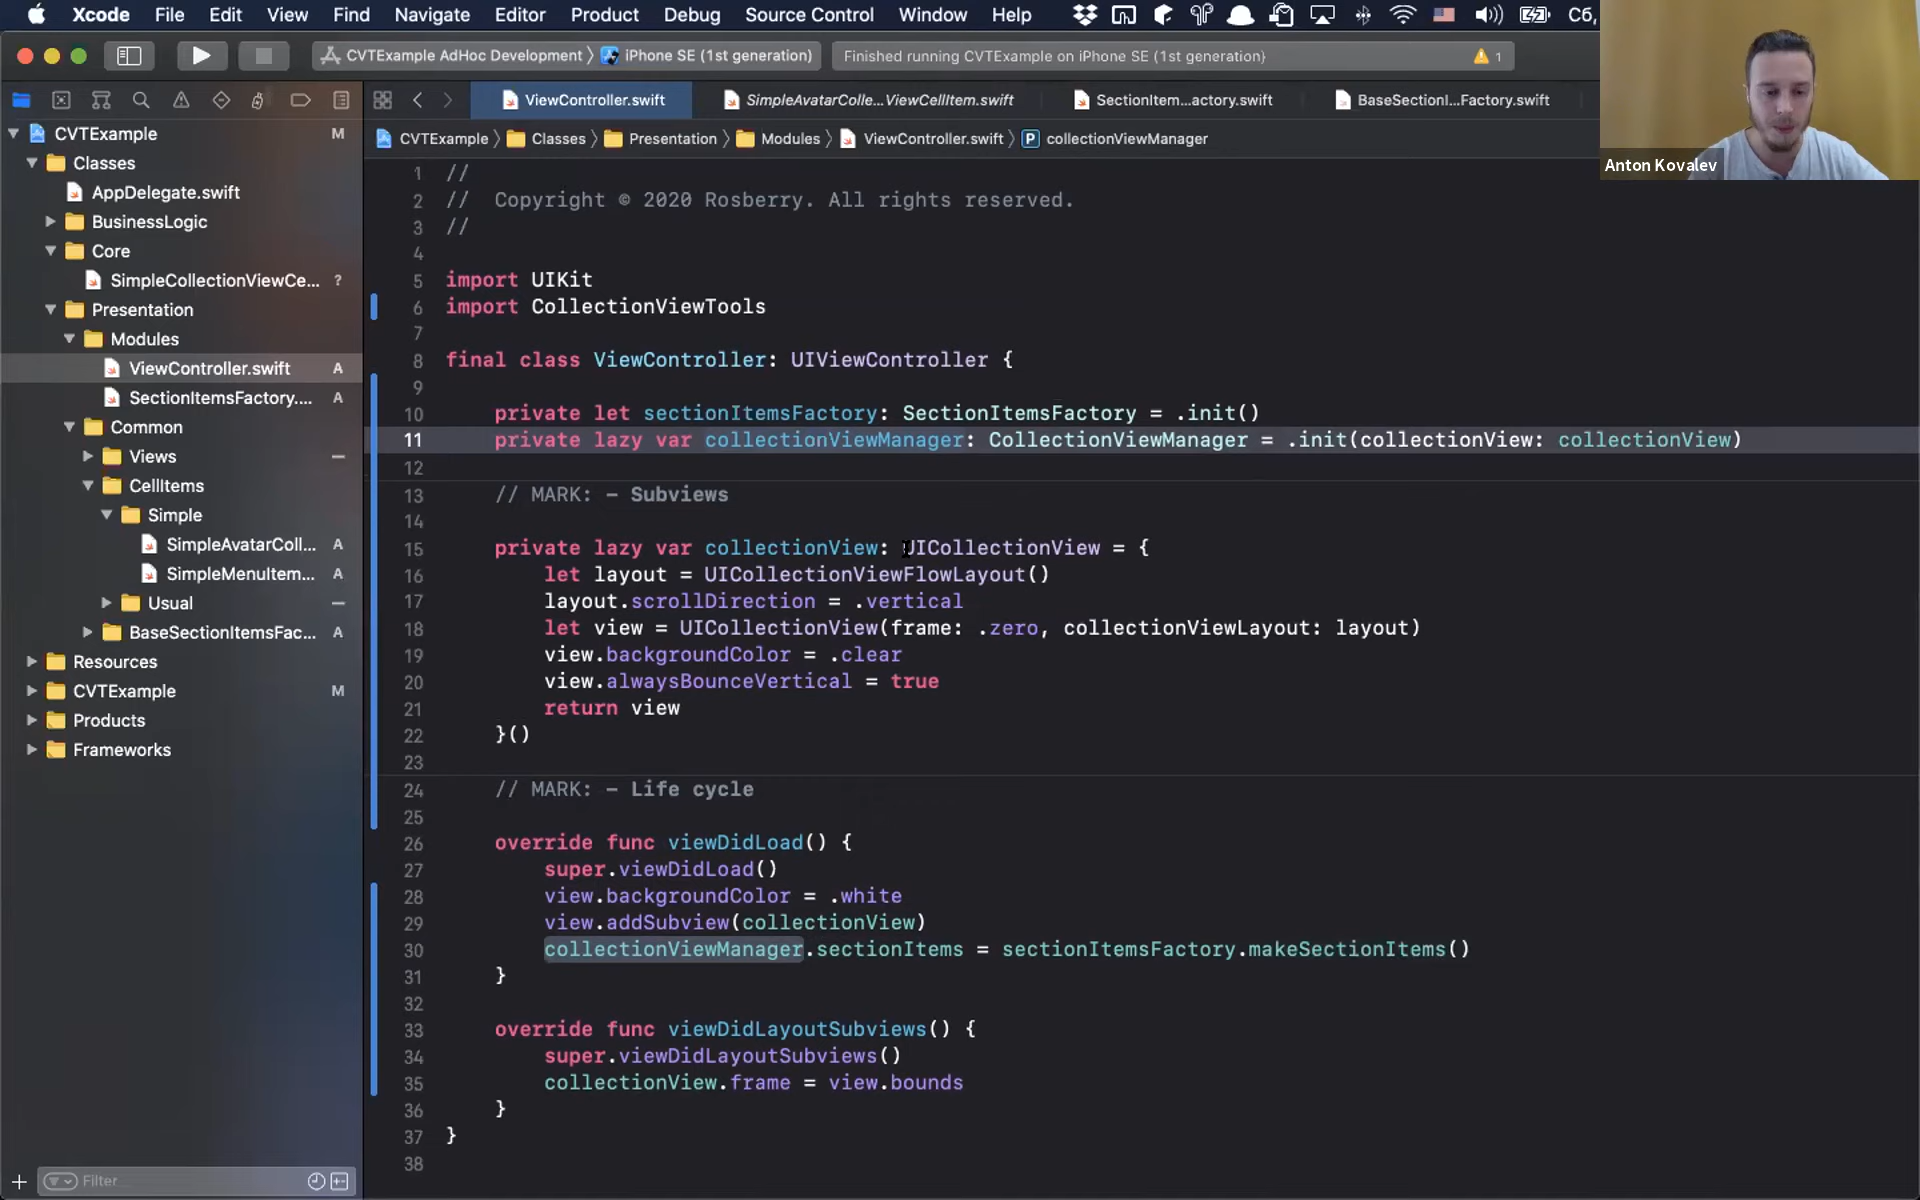 Xcode File Edit View Find Navigate Editor Product Debug Source Control Window Help Сб,
CVTExample AdHoc Development 〉 iPhone SE (1st generation) Finished running CVTExample on iPhone SE (1st generation) 1
ViewController.swift SimpleAvatarColle...ViewCellItem.swift SectionItem...actory.swift BaseSectionI...Factory.swift
CVTExample 〉 Classes 〉 Presentation 〉 Modules 〉 ViewController.swift 〉 P collectionViewManager
Anton Kovalev
CVTExample M
Classes
AppDelegate.swift
BusinessLogic
Core
SimpleCollectionViewCe... ?
Presentation
Modules
ViewController.swift A
SectionItemsFactory.... A
Common
Views –
CellItems
Simple
SimpleAvatarColl... A
SimpleMenuItem... A
Usual –
BaseSectionItemsFac... A
Resources
CVTExample M
Products
Frameworks
Filter
1 //
2 //  Copyright © 2020 Rosberry. All rights reserved.
3 //
4
5 import UIKit
6 import CollectionViewTools
7
8 final class ViewController: UIViewController {
9
10     private let sectionItemsFactory: SectionItemsFactory = .init()
11     private lazy var collectionViewManager: CollectionViewManager = .init(collectionView: collectionView)
12
13     // MARK: – Subviews
14
15     private lazy var collectionView: UICollectionView = {
16         let layout = UICollectionViewFlowLayout()
17         layout.scrollDirection = .vertical
18         let view = UICollectionView(frame: .zero, collectionViewLayout: layout)
19         view.backgroundColor = .clear
20         view.alwaysBounceVertical = true
21         return view
22     }()
23
24     // MARK: – Life cycle
25
26     override func viewDidLoad() {
27         super.viewDidLoad()
28         view.backgroundColor = .white
29         view.addSubview(collectionView)
30         collectionViewManager.sectionItems = sectionItemsFactory.makeSectionItems()
31     }
32
33     override func viewDidLayoutSubviews() {
34         super.viewDidLayoutSubviews()
35         collectionView.frame = view.bounds
36     }
37 }
38